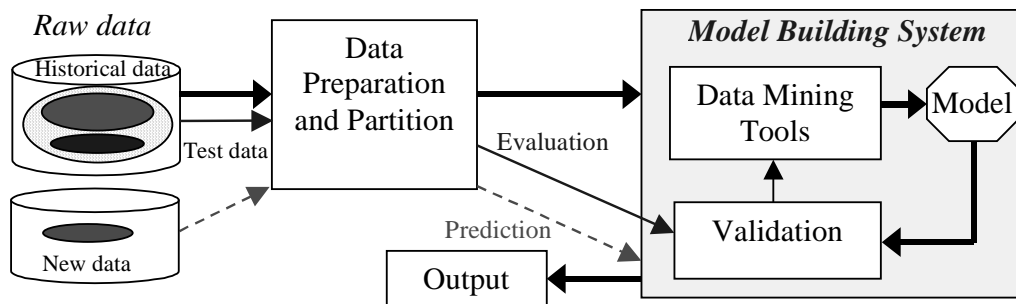 Raw data
Historical data
Test data
New data
Data
Preparation
and Partition
Evaluation
Prediction
Output
Model Building System
Data Mining
Tools
Model
Validation